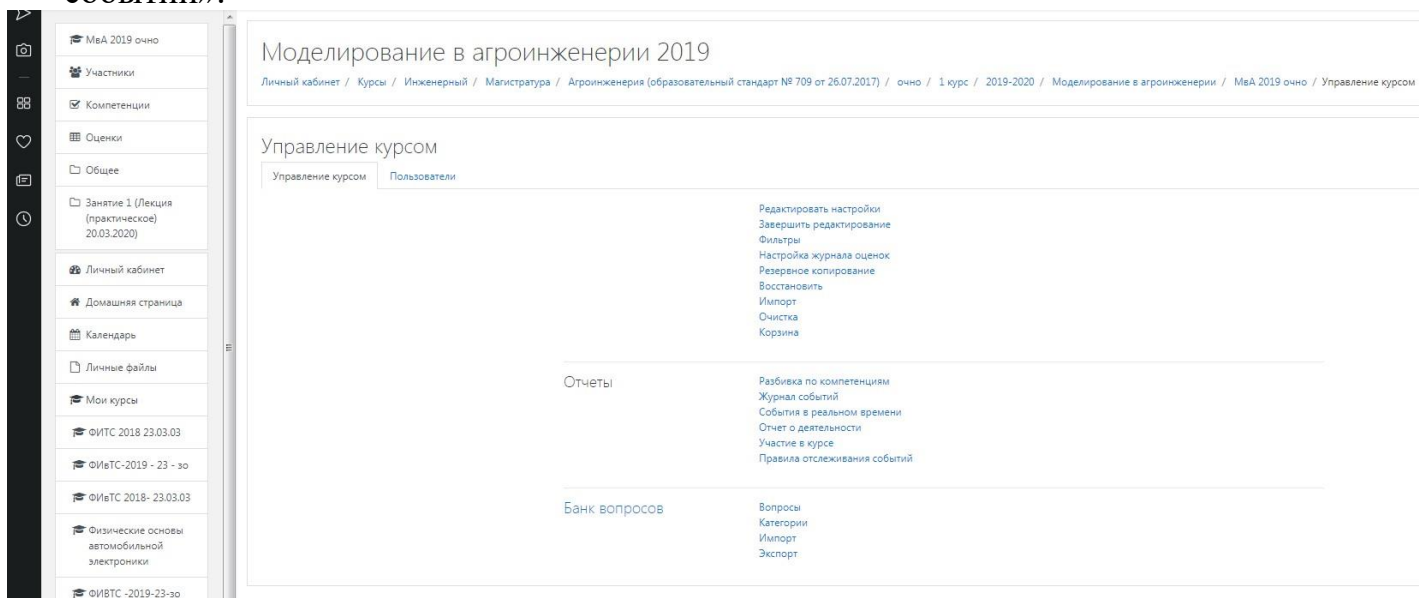 события».
МвА 2019 очно
Участники
Компетенции
Оценки
Общее
Занятие 1 (Лекция
(практическое)
20.03.2020)
Личный кабинет
Домашняя страница
Календарь
Личные файлы
Мои курсы
ФИТС 2018 23.03.03
ФИвТС-2019 - 23 - зо
ФИвТС 2018- 23.03.03
Физические основы
автомобильной
электроники
ФИВТС -2019-23-зо
Моделирование в агроинженерии 2019
Личный кабинет / Курсы / Инженерный / Магистратура / Агроинженерия (образовательный стандарт № 709 от 26.07.2017) / очно / 1 курс / 2019-2020 / Моделирование в агроинженерии / МвА 2019 очно / Управление курсом
Управление курсом
Управление курсом Пользователи
Редактировать настройки
Завершить редактирование
Фильтры
Настройка журнала оценок
Резервное копирование
Восстановить
Импорт
Очистка
Корзина
Отчеты
Разбивка по компетенциям
Журнал событий
События в реальном времени
Отчет о деятельности
Участие в курсе
Правила отслеживания событий
Банк вопросов
Вопросы
Категории
Импорт
Экспорт